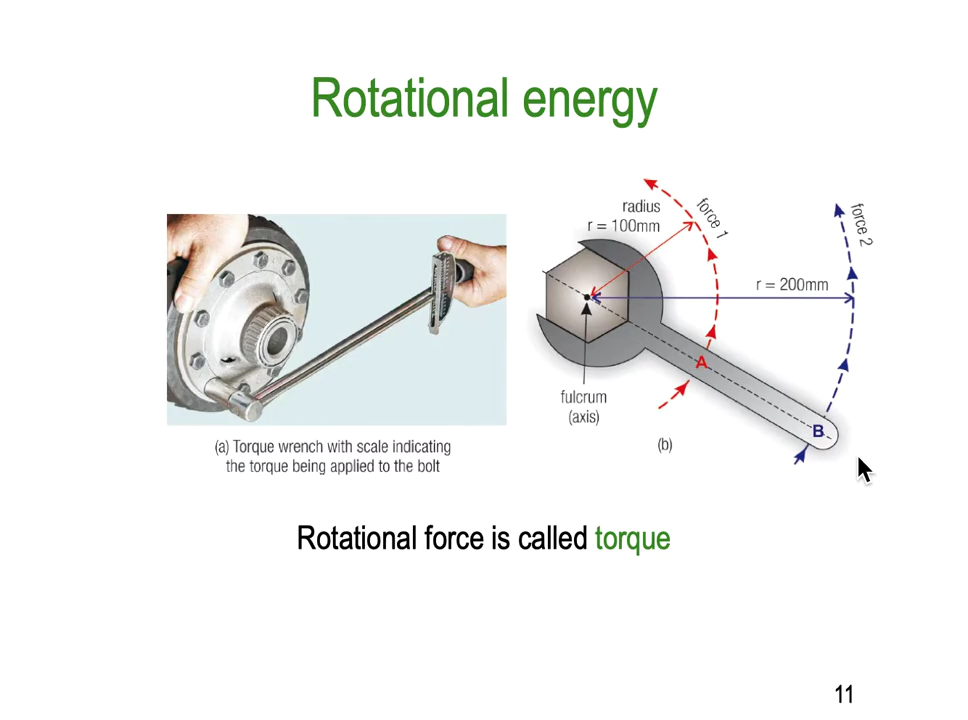 Rotational energy
radius
r = 100mm
force 1
force 2
r = 200mm
A
fulcrum
(axis)
B
(b)
(a) Torque wrench with scale indicating
the torque being applied to the bolt
Rotational force is called torque
11